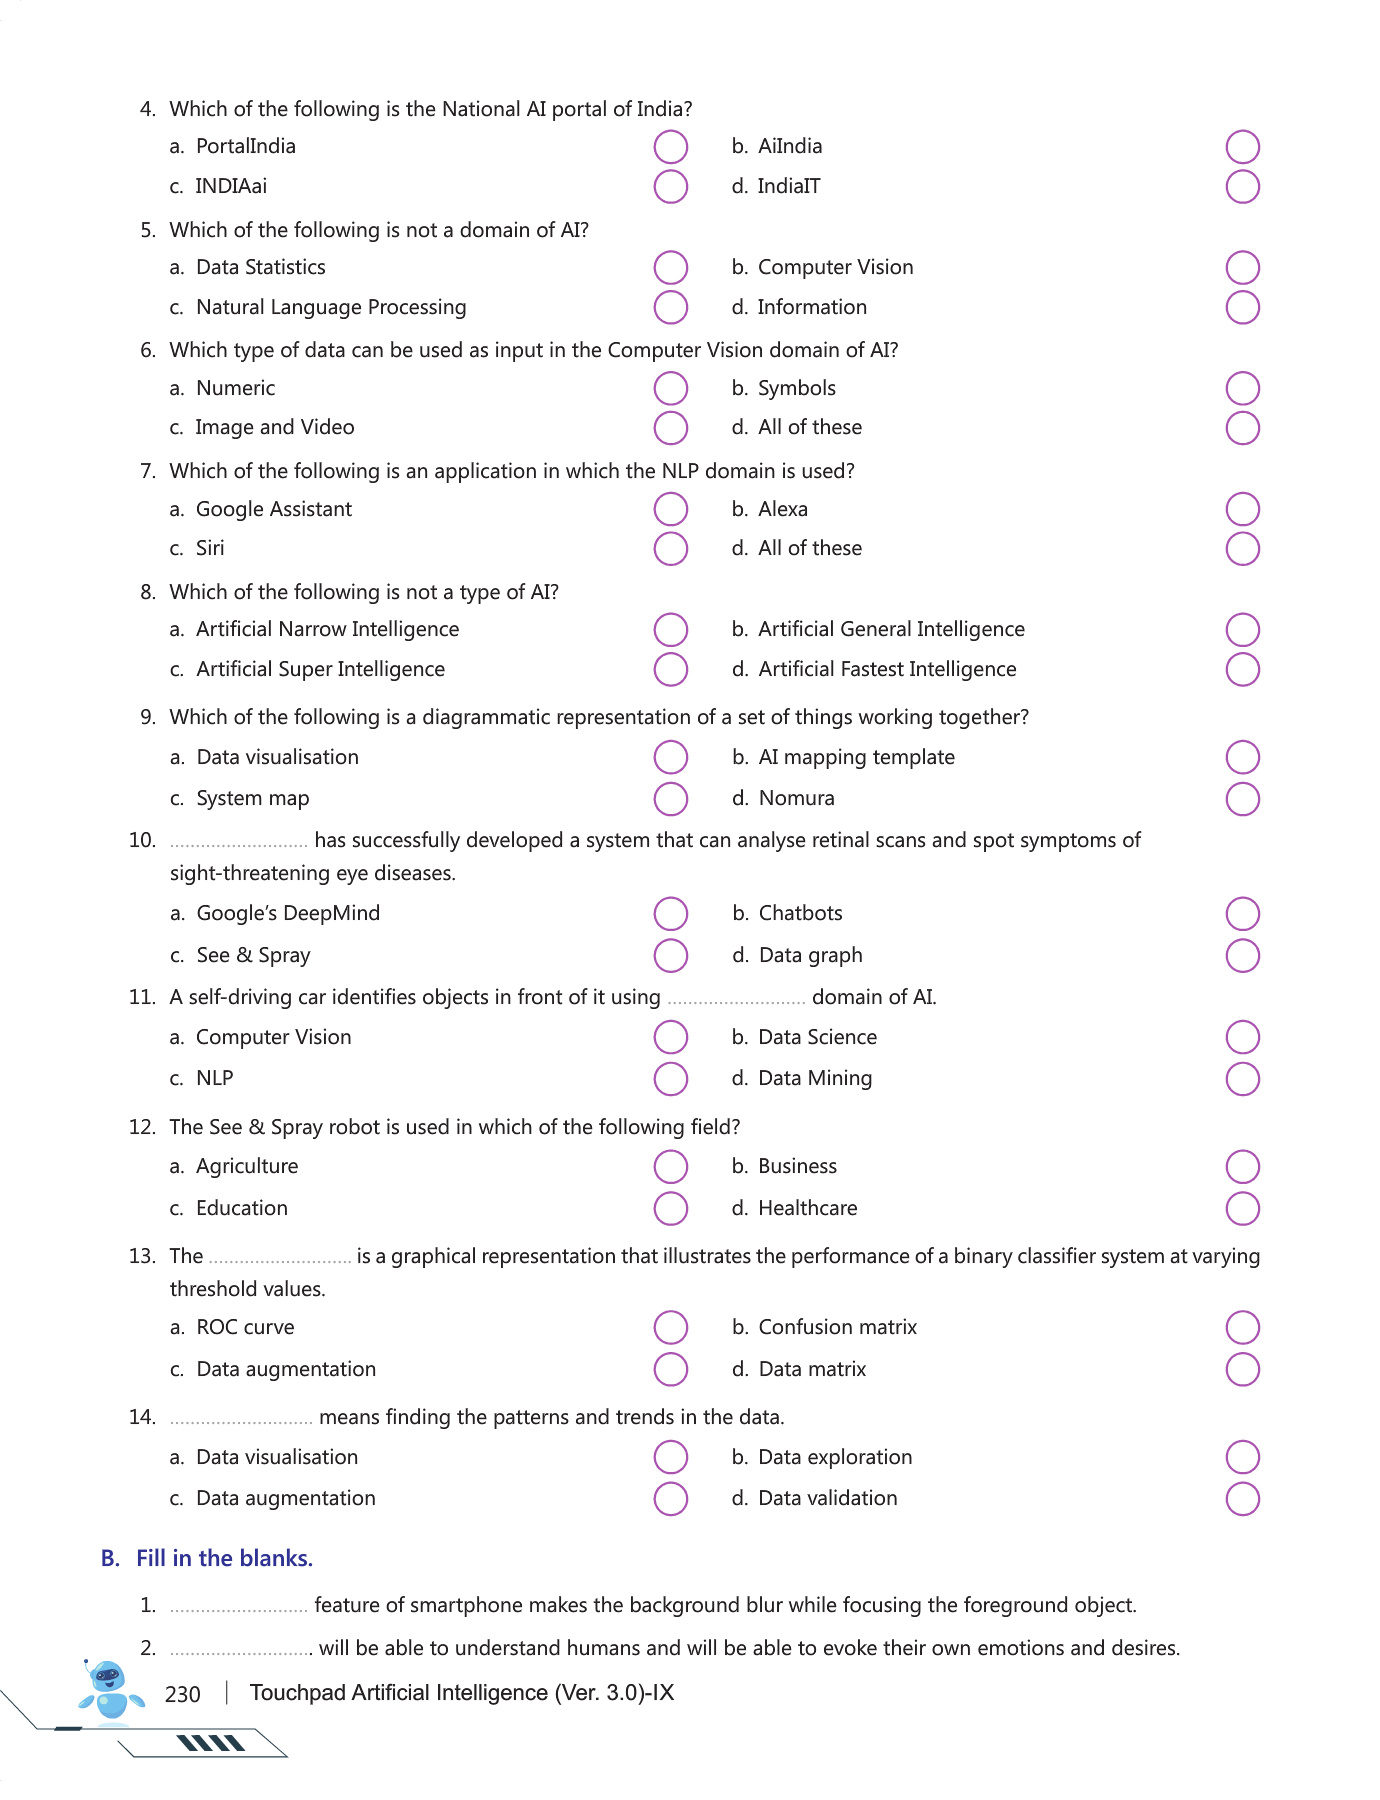 4. Which of the following is the National AI portal of India?
a. PortalIndia b. AiIndia
c. INDIAai d. IndiaIT
5. Which of the following is not a domain of AI?
a. Data Statistics b. Computer Vision
c. Natural Language Processing d. Information
6. Which type of data can be used as input in the Computer Vision domain of AI?
a. Numeric b. Symbols
c. Image and Video d. All of these
7. Which of the following is an application in which the NLP domain is used?
a. Google Assistant b. Alexa
c. Siri d. All of these
8. Which of the following is not a type of AI?
a. Artificial Narrow Intelligence b. Artificial General Intelligence
c. Artificial Super Intelligence d. Artificial Fastest Intelligence
9. Which of the following is a diagrammatic representation of a set of things working together?
a. Data visualisation b. AI mapping template
c. System map d. Nomura
10. ........................... has successfully developed a system that can analyse retinal scans and spot symptoms of
sight-threatening eye diseases.
a. Google’s DeepMind b. Chatbots
c. See & Spray d. Data graph
11. A self-driving car identifies objects in front of it using ........................... domain of AI.
a. Computer Vision b. Data Science
c. NLP d. Data Mining
12. The See & Spray robot is used in which of the following field?
a. Agriculture b. Business
c. Education d. Healthcare
13. The ............................ is a graphical representation that illustrates the performance of a binary classifier system at varying
threshold values.
a. ROC curve b. Confusion matrix
c. Data augmentation d. Data matrix
14. ............................ means finding the patterns and trends in the data.
a. Data visualisation b. Data exploration
c. Data augmentation d. Data validation
B. Fill in the blanks.
1. ........................... feature of smartphone makes the background blur while focusing the foreground object.
2. ............................ will be able to understand humans and will be able to evoke their own emotions and desires.
230 | Touchpad Artificial Intelligence (Ver. 3.0)-IX